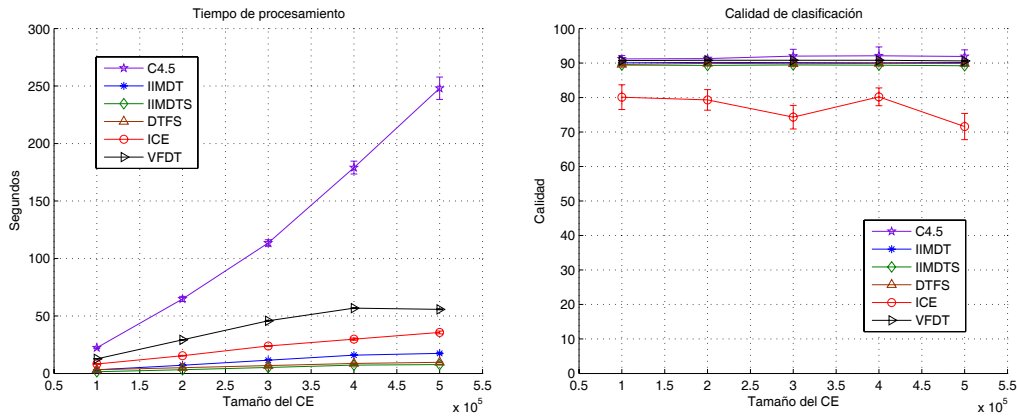 Tiempo de procesamiento
300
250
200
150
100
50
0
Segundos
C4.5
IIMDT
IIMDTS
DTFS
ICE
VFDT
0.5 1 1.5 2 2.5 3 3.5 4 4.5 5 5.5
Tamaño del CE
x 10^5
Calidad de clasificación
100
90
80
70
60
50
40
30
20
10
0
Calidad
C4.5
IIMDT
IIMDTS
DTFS
ICE
VFDT
0.5 1 1.5 2 2.5 3 3.5 4 4.5 5 5.5
Tamaño del CE
x 10^5